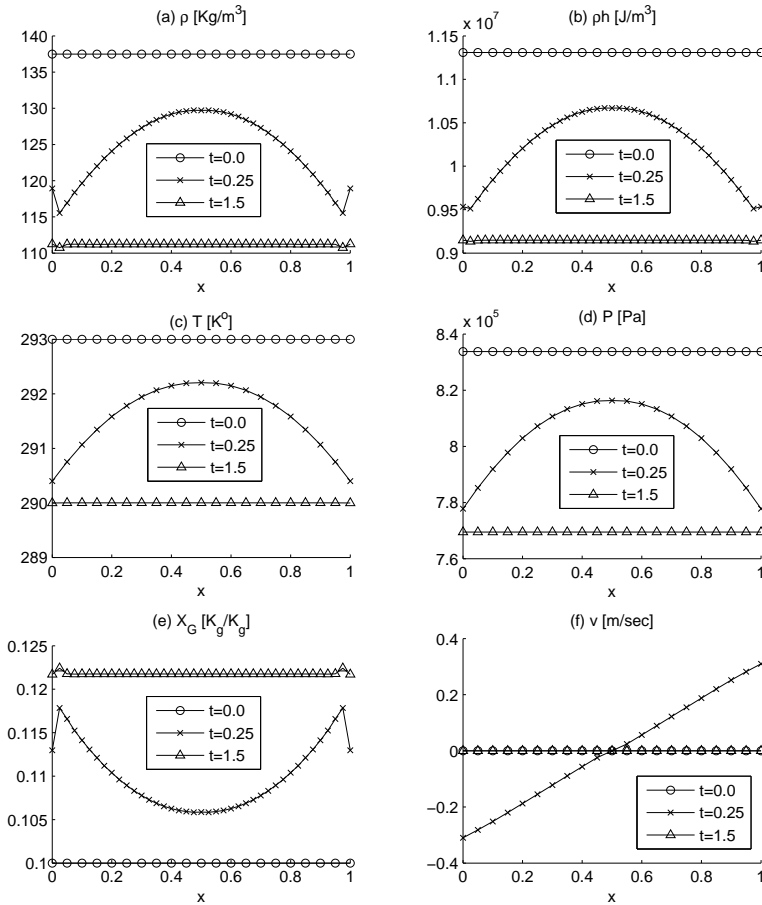 (a) ρ [Kg/m³]
140
135
130
125
120
115
110
0
0.2
0.4
0.6
0.8
1
x
t=0.0
t=0.25
t=1.5
(b) ρh [J/m³]
x 10⁷
1.15
1.1
1.05
1
0.95
0.9
0
0.2
0.4
0.6
0.8
1
x
t=0.0
t=0.25
t=1.5
(c) T [K⁰]
293
292
291
290
289
0
0.2
0.4
0.6
0.8
1
x
t=0.0
t=0.25
t=1.5
(d) P [Pa]
x 10⁵
8.4
8.2
8
7.8
7.6
0
0.2
0.4
0.6
0.8
1
x
t=0.0
t=0.25
t=1.5
(e) X_G [K_g/K_g]
0.125
0.12
0.115
0.11
0.105
0.1
0
0.2
0.4
0.6
0.8
1
x
t=0.0
t=0.25
t=1.5
(f) v [m/sec]
0.4
0.2
0
−0.2
−0.4
0
0.2
0.4
0.6
0.8
1
x
t=0.0
t=0.25
t=1.5